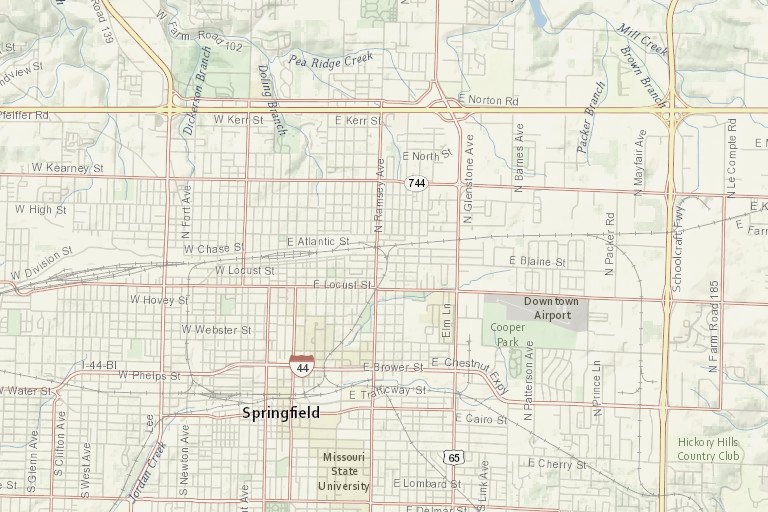 Road 139
W Farm Road 102
Dickerson Branch
Doling Branch
Pea Ridge Creek
Mill Creek
Brown Branch
Packer Branch
E Norton Rd
Pfeiffer Rd
W Kerr St
E Kerr St
W Kearney St
E North St
744
N Glenstone Ave
N Barnes Ave
N Mayfair Ave
N Le Compte Rd
N Fort Ave
N Ramsey Ave
W High St
W Chase St
E Atlantic St
W Division St
W Locust St
E Blaine St
N Packer Rd
Schoolcraft Fwy
E Farm
E Locust St
W Hovey St
W Webster St
Elm Ln
Downtown
Airport
Cooper
Park
N Farm Road 185
I-44-Bl
W Phelps St
44
E Brower St
E Chestnut Expy
N Patterson Ave
N Prince Ln
W Water St
E Trafficway St
Springfield
Lee
E Cairo St
S Glenn Ave
S Clifton Ave
S West Ave
Jordan Creek
S Newton Ave
Missouri
State
University
65
Hickory Hills
Country Club
E Cherry St
E Lombard St
S Link Ave
E Delmar St